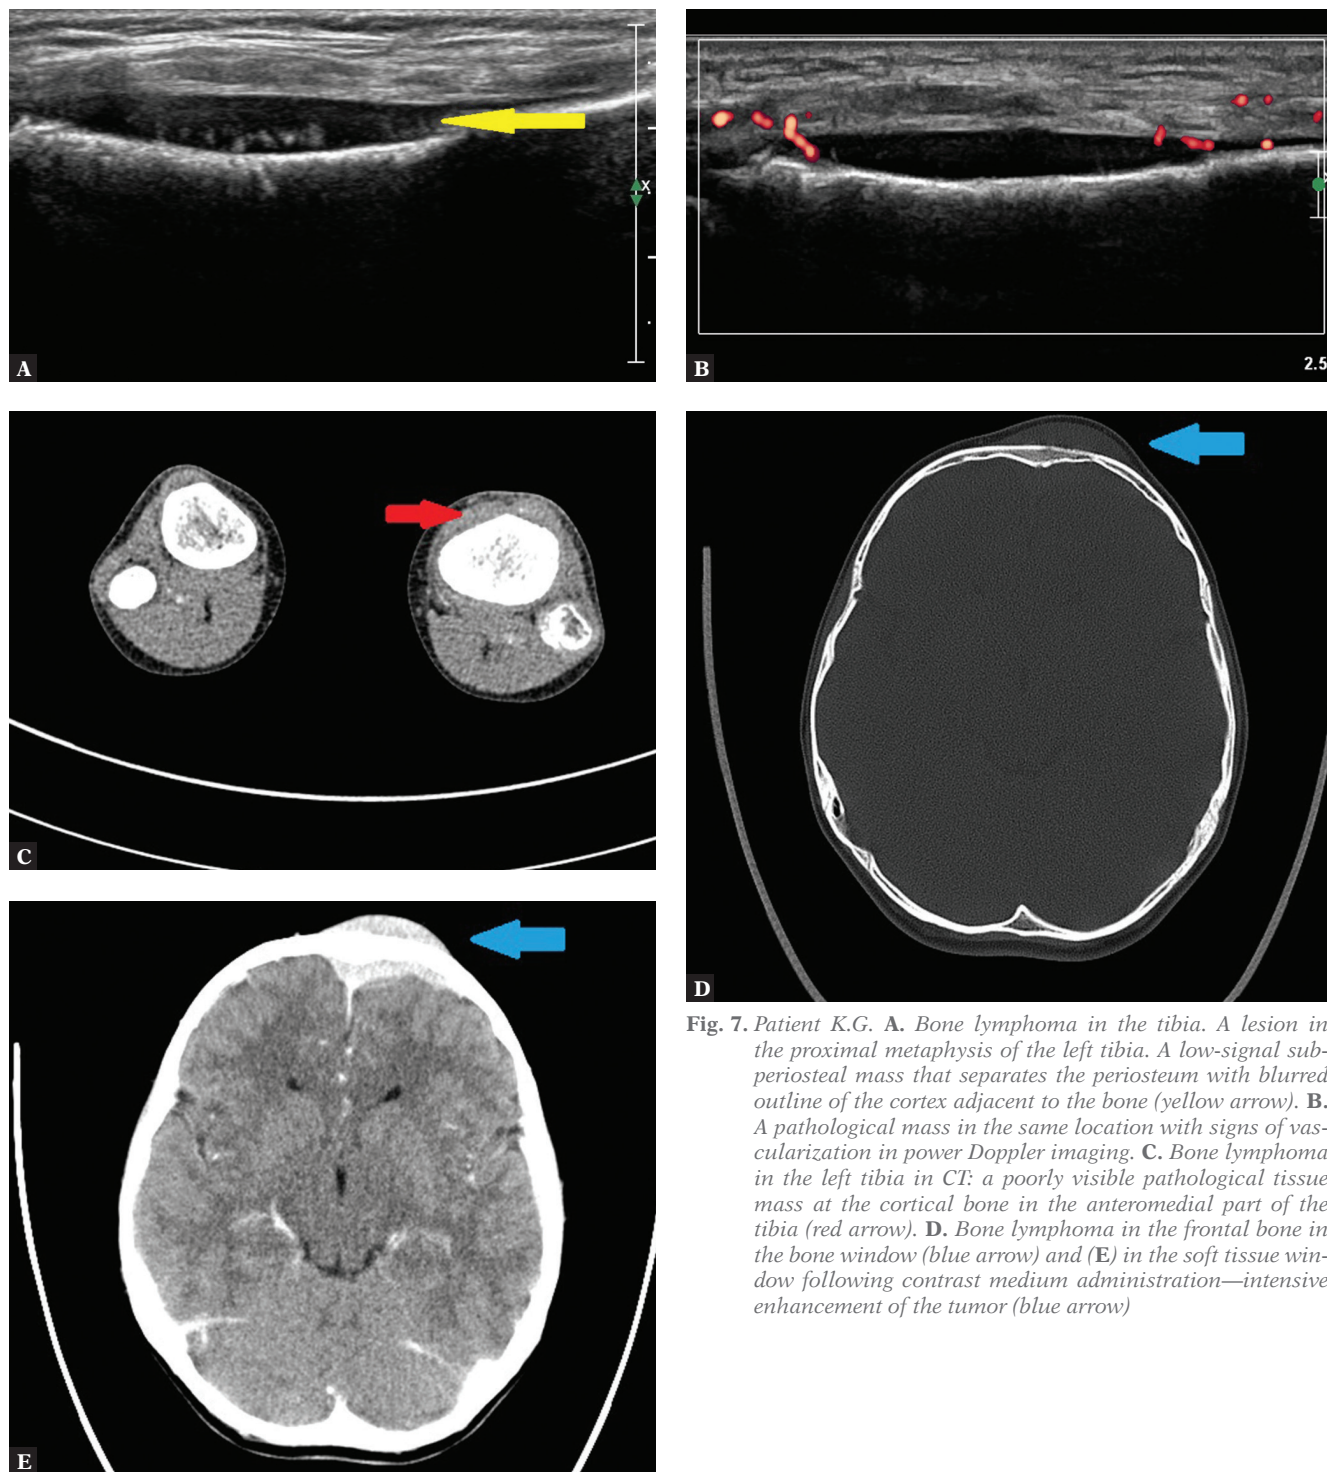 X
A
2.5
B
C
D
E
Fig. 7. Patient K.G. A. Bone lymphoma in the tibia. A lesion in
the proximal metaphysis of the left tibia. A low-signal sub-
periosteal mass that separates the periosteum with blurred
outline of the cortex adjacent to the bone (yellow arrow). B.
A pathological mass in the same location with signs of vas-
cularization in power Doppler imaging. C. Bone lymphoma
in the left tibia in CT: a poorly visible pathological tissue
mass at the cortical bone in the anteromedial part of the
tibia (red arrow). D. Bone lymphoma in the frontal bone in
the bone window (blue arrow) and (E) in the soft tissue win-
dow following contrast medium administration—intensive
enhancement of the tumor (blue arrow)